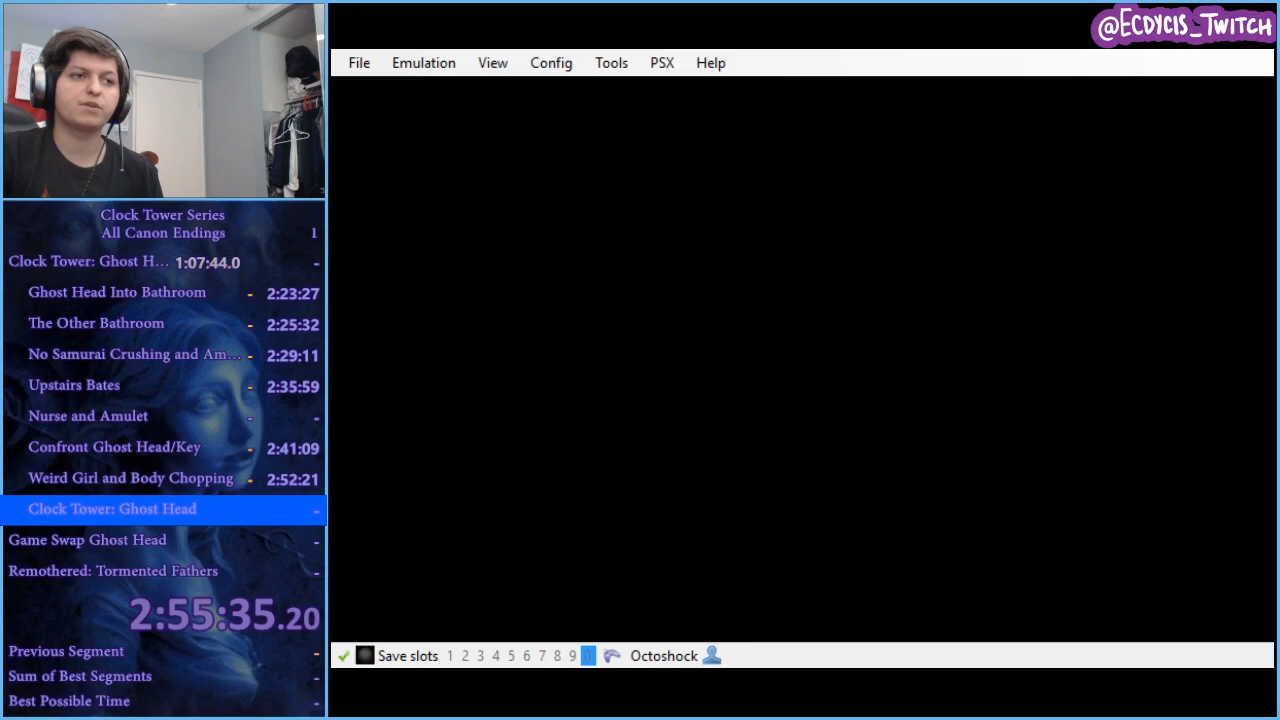 @Ecdycis_Twitch
File Emulation View Config Tools PSX Help
Clock Tower Series
All Canon Endings 1
Clock Tower: Ghost H... 1:07:44.0 -
Ghost Head Into Bathroom - 2:23:27
The Other Bathroom - 2:25:32
No Samurai Crushing and Am... - 2:29:11
Upstairs Bates - 2:35:59
Nurse and Amulet - -
Confront Ghost Head/Key - 2:41:09
Weird Girl and Body Chopping - 2:52:21
Clock Tower: Ghost Head -
Game Swap Ghost Head -
Remothered: Tormented Fathers -
2:55:35.20
Previous Segment -
Sum of Best Segments -
Best Possible Time -
Save slots 1 2 3 4 5 6 7 8 9 0 Octoshock